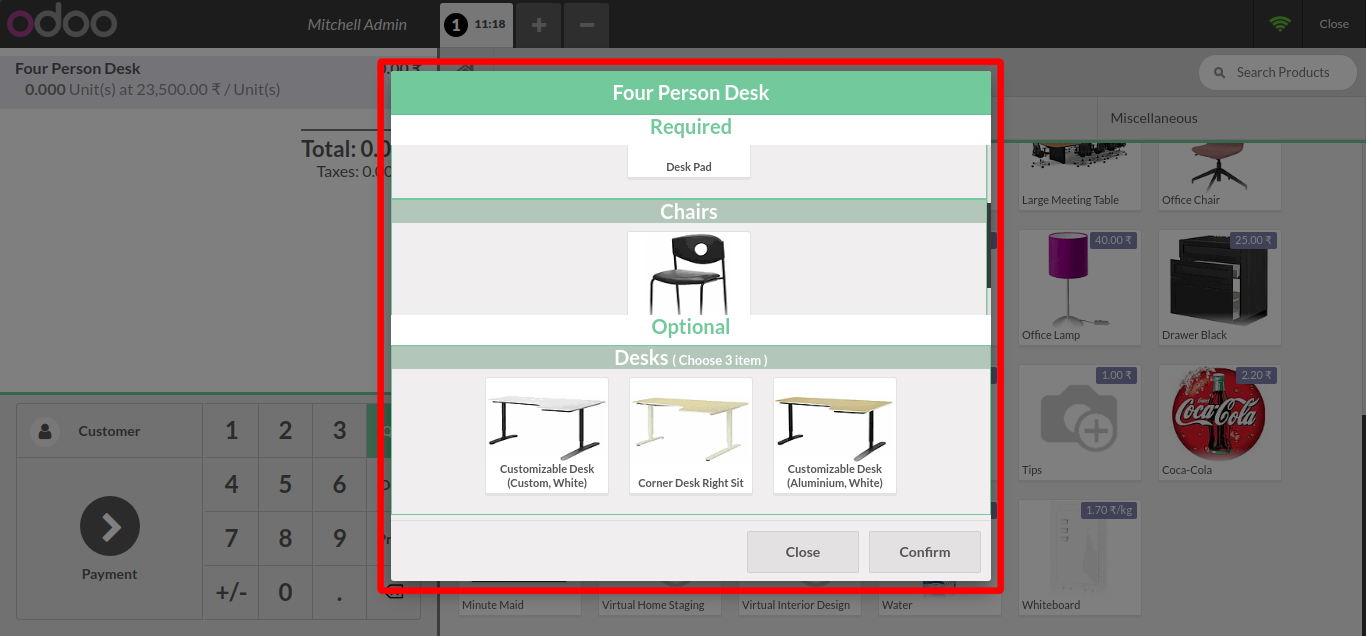 odoo
Mitchell Admin
1 11:18
Close
Four Person Desk
0.000 Unit(s) at 23,500.00 ₹ / Unit(s)
Total: 0.0
Taxes: 0.00
Search Products
Miscellaneous
Four Person Desk
Required
Desk Pad
Chairs
Optional
Desks ( Choose 3 item )
Customizable Desk
(Custom, White)
Corner Desk Right Sit
Customizable Desk
(Aluminium, White)
Close
Confirm
Large Meeting Table
Office Chair
40.00 ₹
Office Lamp
25.00 ₹
Drawer Black
1.00 ₹
Tips
2.20 ₹
Coca-Cola
Coca-Cola
1.70 ₹/kg
Whiteboard
Minute Maid
Virtual Home Staging
Virtual Interior Design
Water
Customer
Payment
1 2 3
4 5 6
7 8 9
+/- 0 .